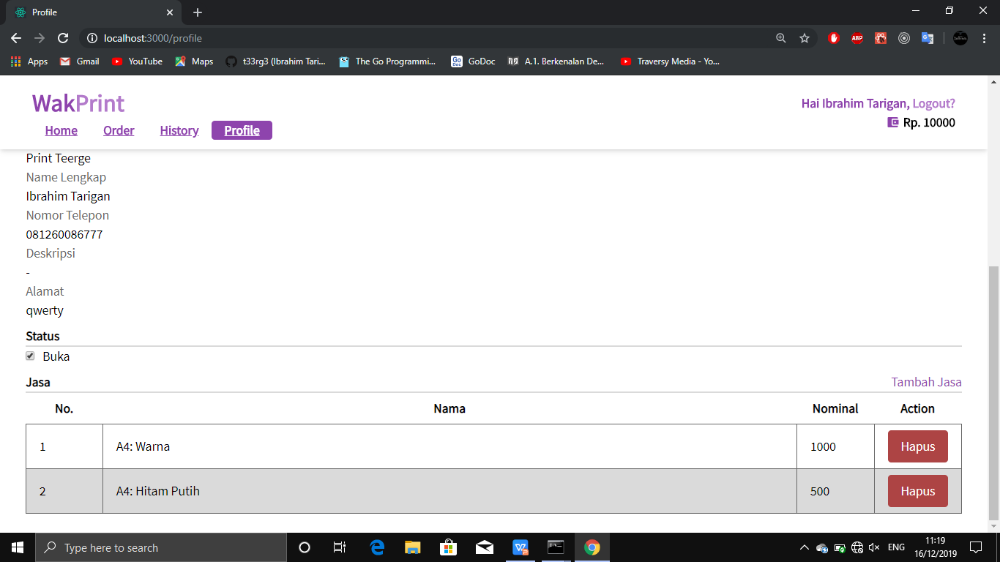 Profile
localhost:3000/profile
ABP
Apps Gmail YouTube Maps t33rg3 (Ibrahim Tari... The Go Programmi... GO DOC GoDoc A.1. Berkenalan De... Traversy Media - Yo...
WakPrint
Hai Ibrahim Tarigan, Logout?
Rp. 10000
Home Order History Profile
Print Teerge
Name Lengkap
Ibrahim Tarigan
Nomor Telepon
081260086777
Deskripsi
-
Alamat
qwerty
Status
Buka
Jasa Tambah Jasa
No. Nama Nominal Action
1 A4: Warna 1000 Hapus
2 A4: Hitam Putih 500 Hapus
Type here to search
ENG
11:19
16/12/2019